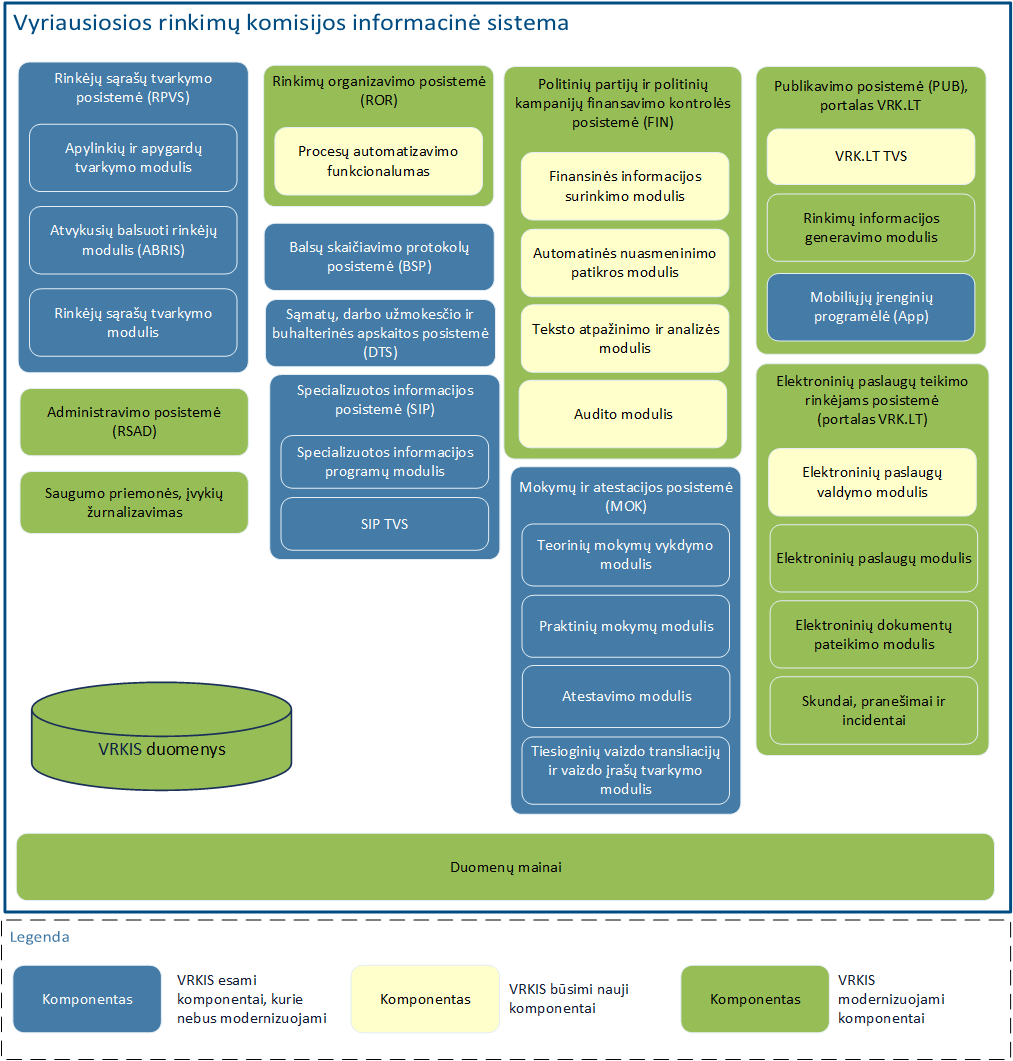 Vyriausiosios rinkimų komisijos informacinė sistema
Rinkėjų sąrašų tvarkymo
posistemė (RPVS)
Apylinkių ir apygardų
tvarkymo modulis
Atvykusių balsuoti rinkėjų
modulis (ABRIS)
Rinkėjų sąrašų tvarkymo
modulis
Administravimo posistemė
(RSAD)
Saugumo priemonės, įvykių
žurnalizavimas
Rinkimų organizavimo posistemė
(ROR)
Procesų automatizavimo
funkcionalumas
Balsų skaičiavimo protokolų
posistemė (BSP)
Sąmatų, darbo užmokesčio ir
buhalterinės apskaitos posistemė
(DTS)
Specializuotos informacijos
posistemė (SIP)
Specializuotos informacijos
programų modulis
SIP TVS
Politinių partijų ir politinių
kampanijų finansavimo kontrolės
posistemė (FIN)
Finansinės informacijos
surinkimo modulis
Automatinės nuasmeninimo
patikros modulis
Teksto atpažinimo ir analizės
modulis
Audito modulis
Mokymų ir atestacijos posistemė
(MOK)
Teorinių mokymų vykdymo
modulis
Praktinių mokymų modulis
Atestavimo modulis
Tiesioginių vaizdo transliacijų
ir vaizdo įrašų tvarkymo
modulis
Publikavimo posistemė (PUB),
portalas VRK.LT
VRK.LT TVS
Rinkimų informacijos
generavimo modulis
Mobiliųjų įrenginių
programėlė (App)
Elektroninių paslaugų teikimo
rinkėjams posistemė
(portalas VRK.LT)
Elektroninių paslaugų
valdymo modulis
Elektroninių paslaugų modulis
Elektroninių dokumentų
pateikimo modulis
Skundai, pranešimai ir
incidentai
VRKIS duomenys
Duomenų mainai
Legenda
Komponentas
VRKIS esami
komponentai, kurie
nebus modernizuojami
Komponentas
VRKIS būsimi nauji
komponentai
Komponentas
VRKIS
modernizuojami
komponentai